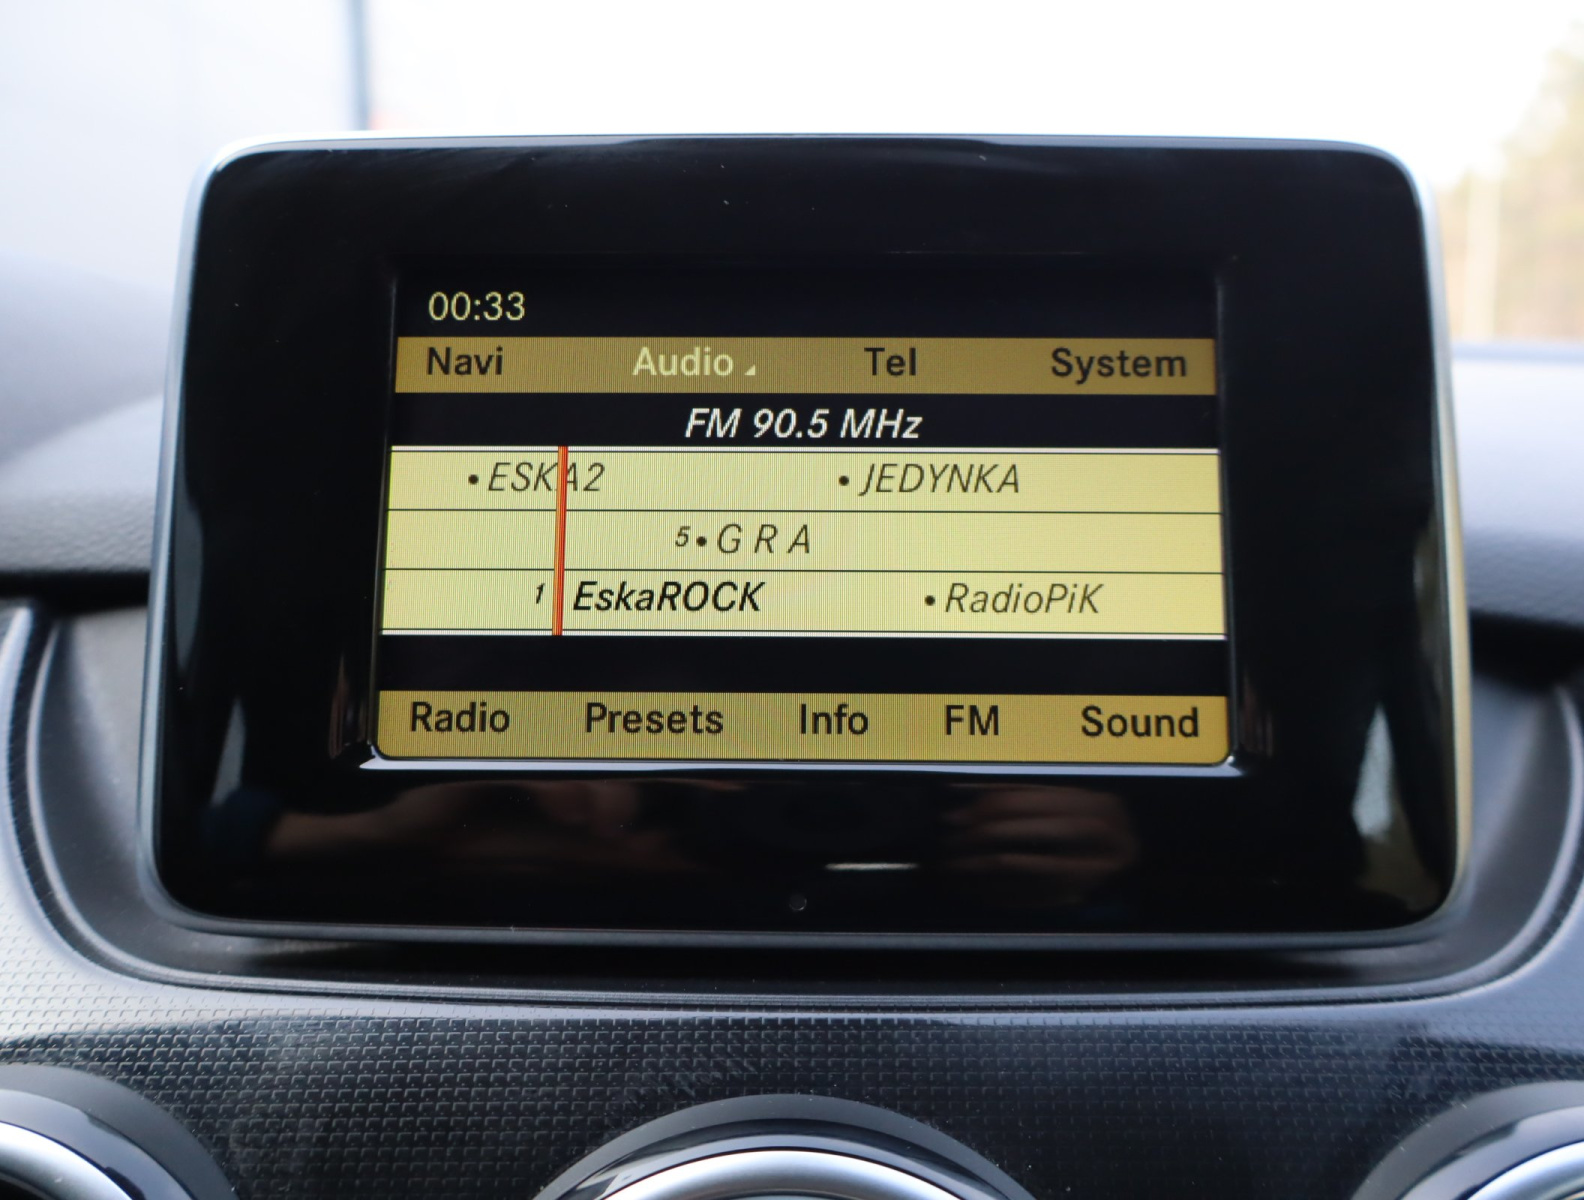 00:33
Navi Audio Tel System
FM 90.5 MHz
•ESKA2 •JEDYNKA
5•G R A
1 EskaROCK •RadioPiK
Radio Presets Info FM Sound